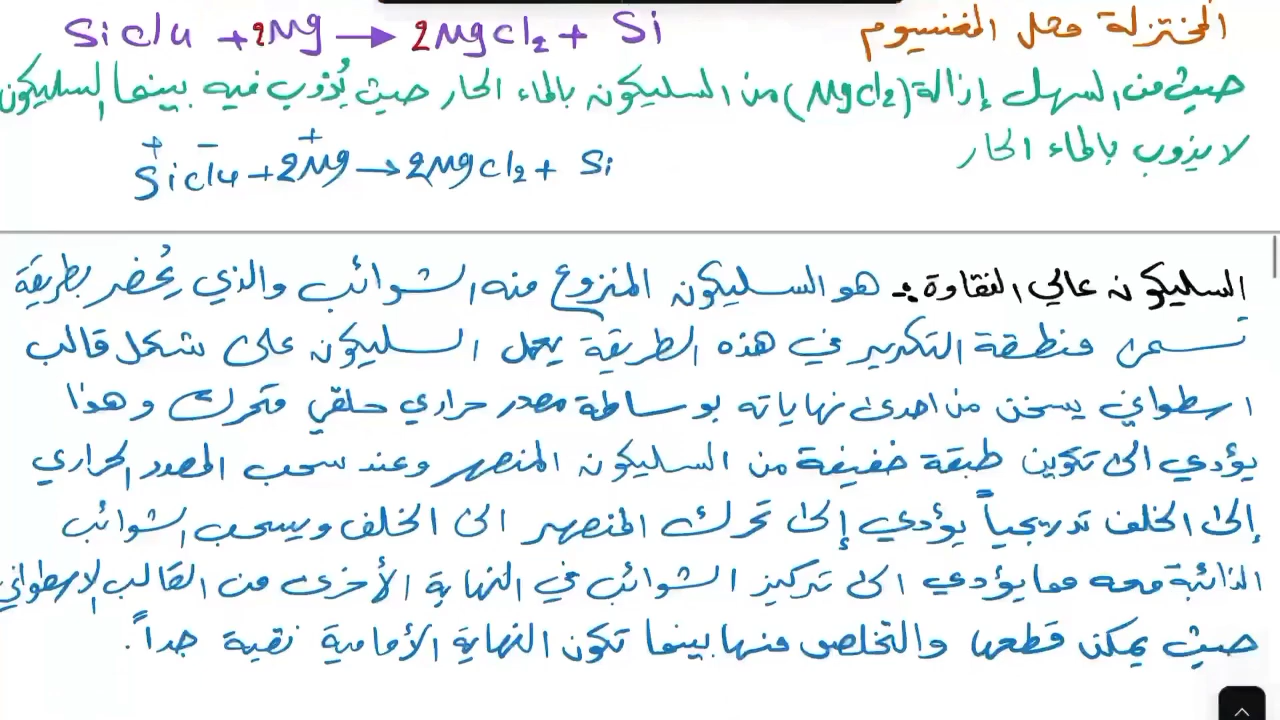 المختزلة مثل المغنسيوم SiCl4 + 2Mg → 2MgCl2 + Si
حيث من السهل إزالة (MgCl2) من السليكون بالماء الحار حيث يُذوب فيه بينما السليكون
لا يذوب بالماء الحار
+ - +
SiCl4 + 2Mg → 2MgCl2 + Si
السليكون عالي النقاوة :- هو السليكون المنزوع منه الشوائب والذي يُحضر بطريقة
تسمى منطقة التكرير في هذه الطريقة يعمل السليكون على شكل قالب
اسطواني يسخن من احدى نهاياته بوساطة مصدر حراري حلقي متحرك وهذا
يؤدي الى تكوين طبقة خفيفة من السليكون المنصهر وعند سحب المصدر الحراري
إلى الخلف تدريجياً يؤدي إلى تحرك المنصهر الى الخلف ويسحب الشوائب
الذائبة معه مما يؤدي الى تركيز الشوائب في النهاية الأخرى من القالب الاسطواني
حيث يمكن قطعها والتخلص منها بينما تكون النهاية الأمامية نقية جداً.